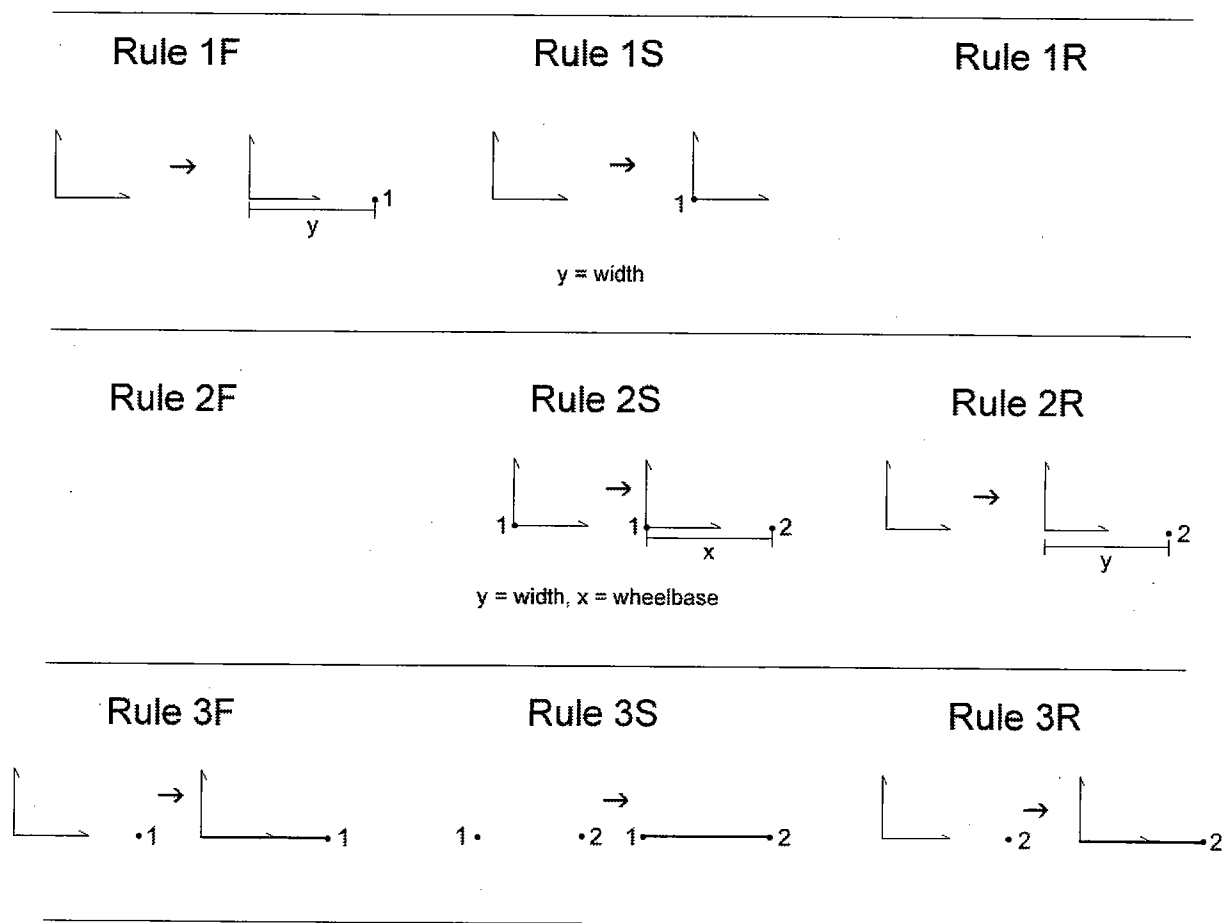 Rule 1F Rule 1S Rule 1R
→ 1 → 1
y
y = width
Rule 2F Rule 2S Rule 2R
1 → 1 2 → 2
x y
y = width, x = wheelbase
Rule 3F Rule 3S Rule 3R
1 → 1 1 2 → 1 2 2 → 2